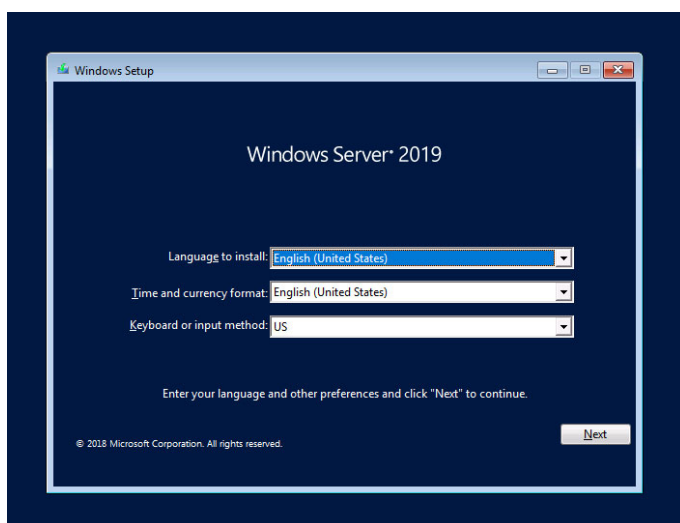 Windows Setup
Windows Server® 2019
Language to install: English (United States)
Time and currency format: English (United States)
Keyboard or input method: US
Enter your language and other preferences and click "Next" to continue.
Next
© 2018 Microsoft Corporation. All rights reserved.